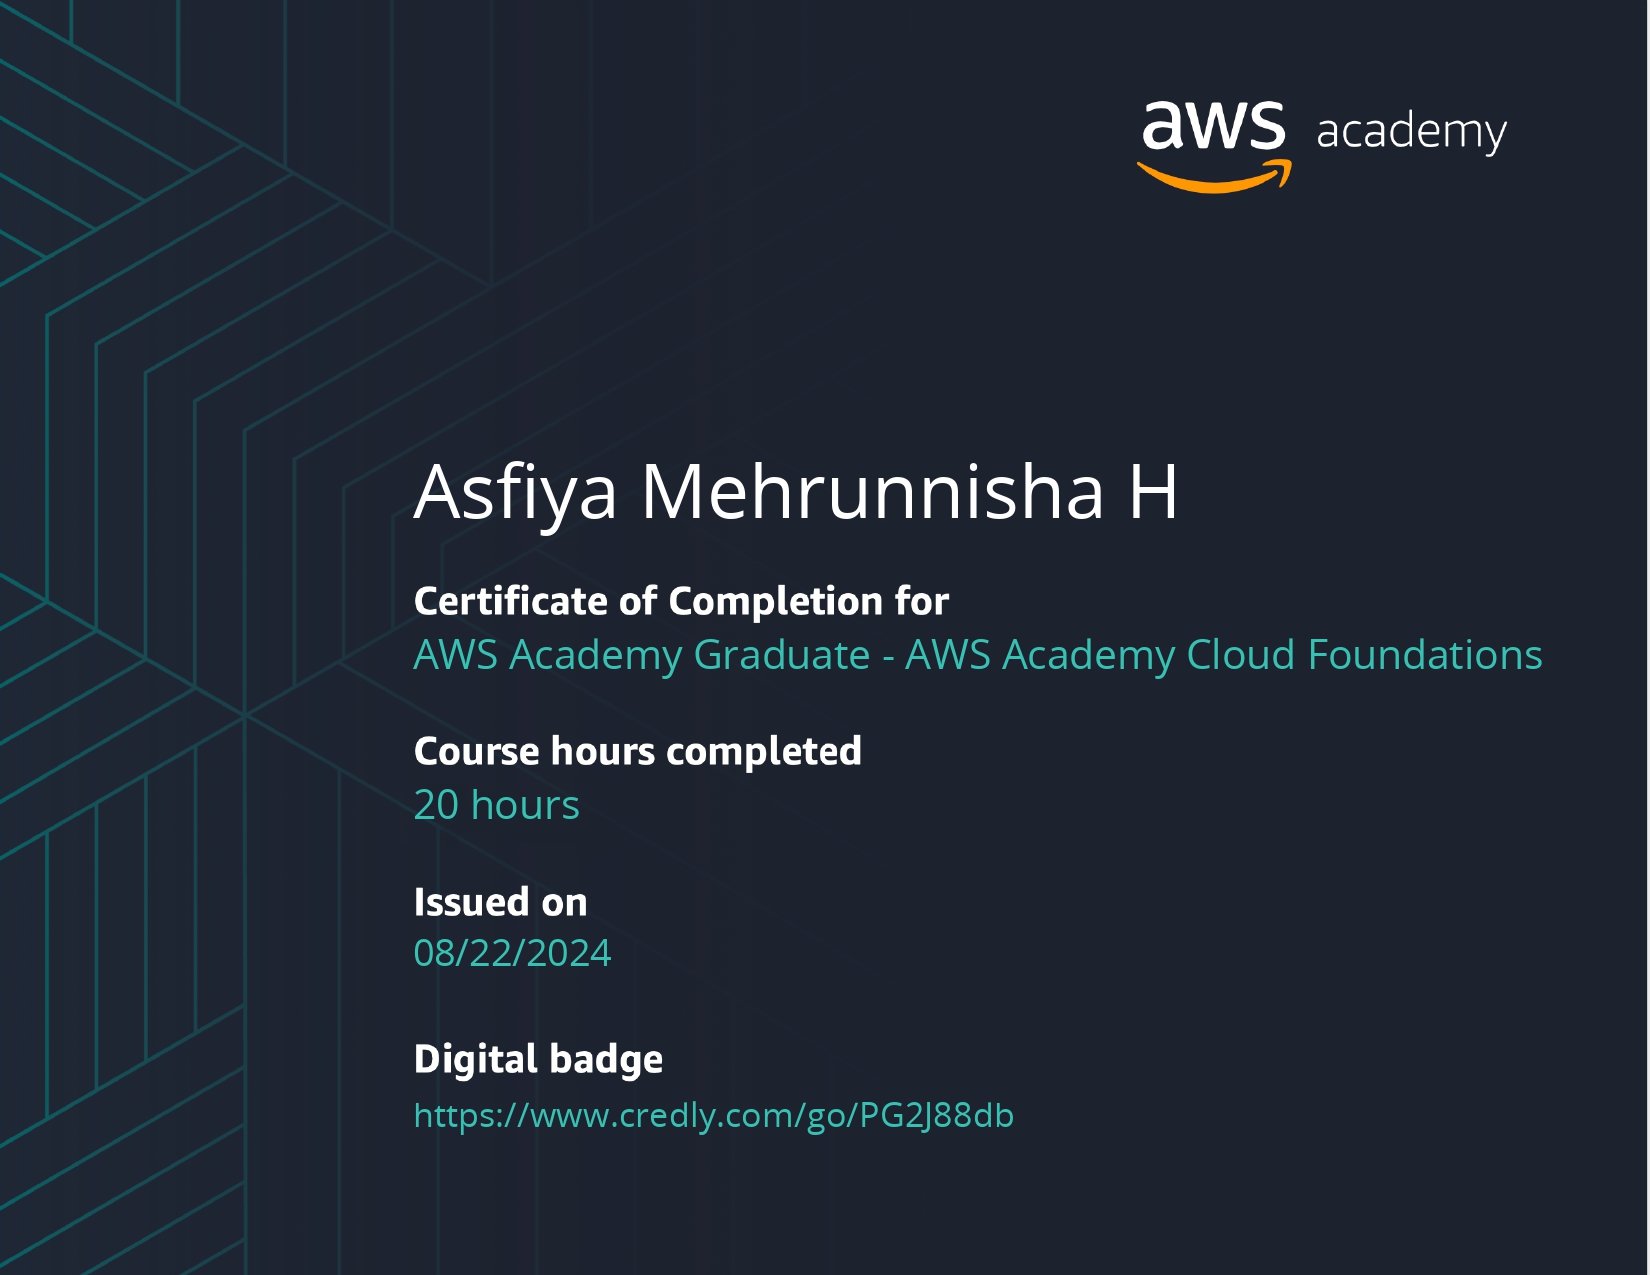 aws academy
Asfiya Mehrunnisha H
Certificate of Completion for
AWS Academy Graduate - AWS Academy Cloud Foundations
Course hours completed
20 hours
Issued on
08/22/2024
Digital badge
https://www.credly.com/go/PG2J88db